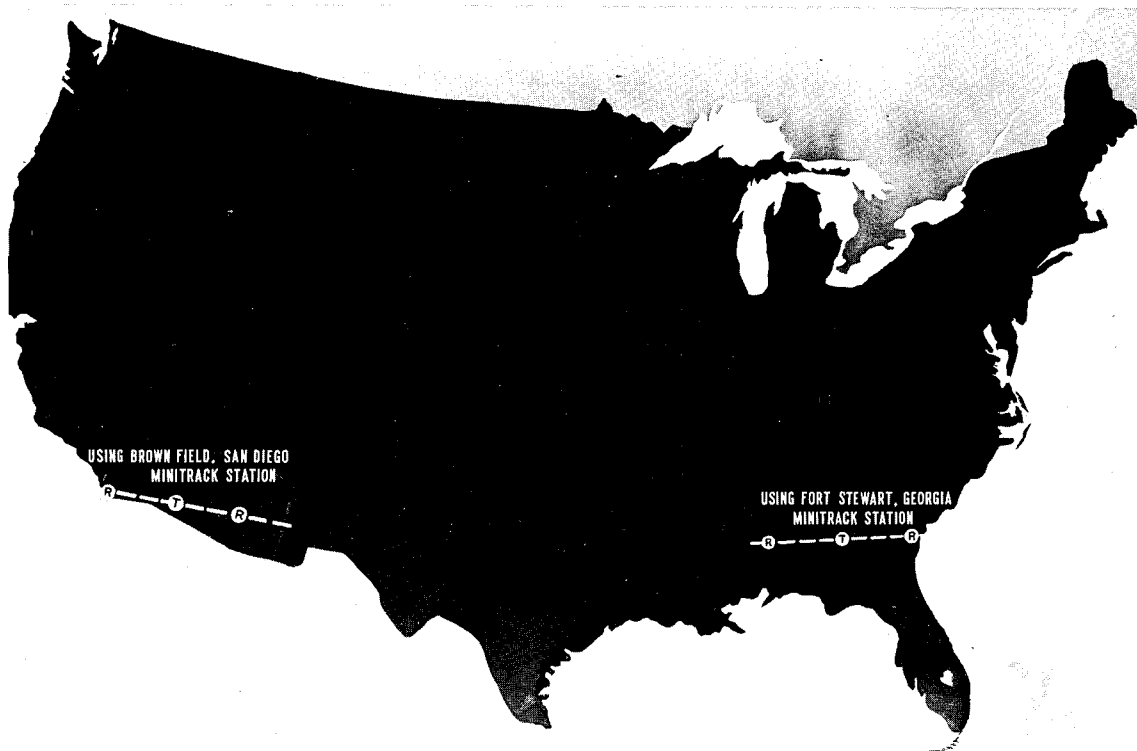 USING BROWN FIELD, SAN DIEGO
MINITRACK STATION
R T R
USING FORT STEWART, GEORGIA
MINITRACK STATION
R T R